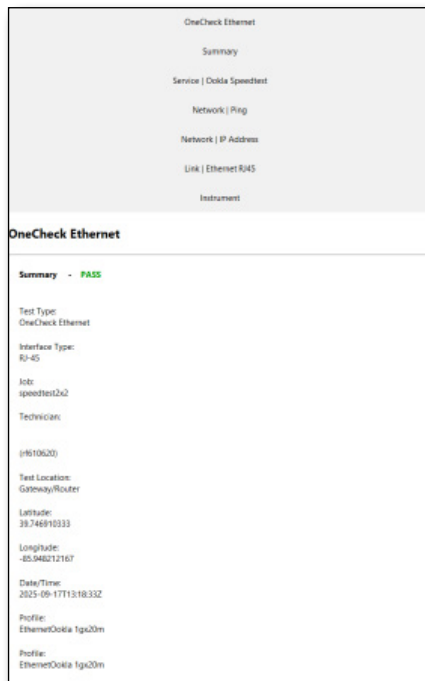 OneCheck Ethernet
Summary
Service | Ookla Speedtest
Network | Ping
Network | IP Address
Link | Ethernet RJ45
Instrument
OneCheck Ethernet
Summary - PASS
Test Type:
OneCheck Ethernet
Interface Type:
RJ-45
Job:
speedtest2x2
Technician:
(rl610620)
Test Location:
Gateway/Router
Latitude:
39.746910333
Longitude:
-85.948212167
Date/Time:
2025-09-17T13:18:33Z
Profile:
EthernetOokla 1gx20m
Profile:
EthernetOokla 1gx20m